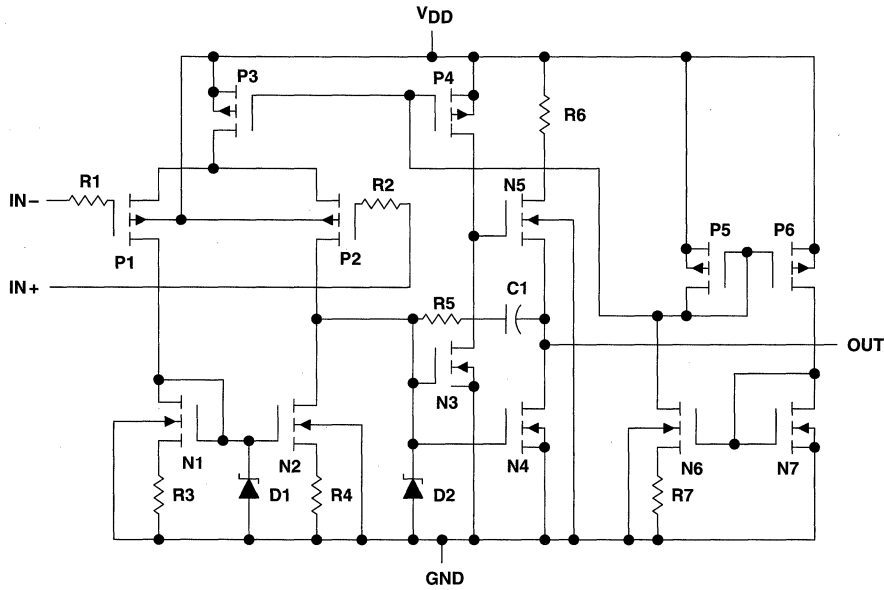 VDD
P3
P4
R6
R1
R2
N5
IN−
P5
P6
P1
P2
IN+
C1
R5
OUT
N3
N1
N2
N4
N6
N7
R3
D1
R4
D2
R7
GND